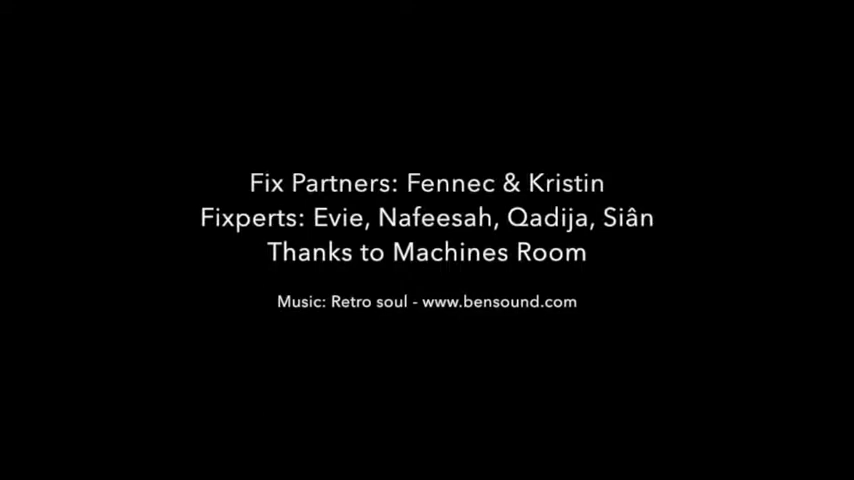 Fix Partners: Fennec & Kristin
Fixperts: Evie, Nafeesah, Qadija, Siân
Thanks to Machines Room
Music: Retro soul - www.bensound.com